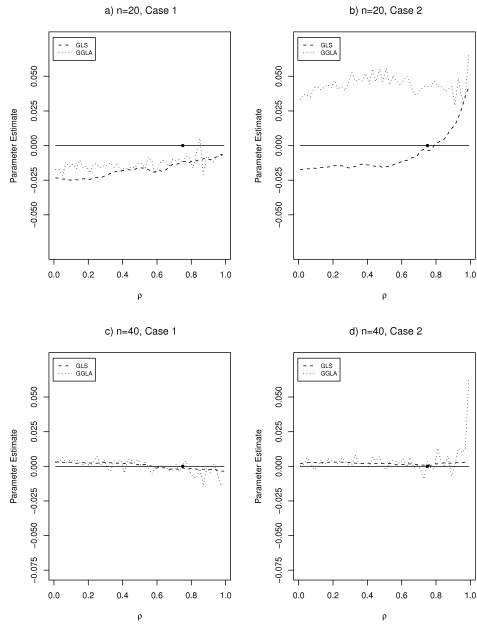 a) n=20, Case 1
GLS
GGLA
Parameter Estimate
0.050
0.025
0.000
−0.025
−0.050
0.0 0.2 0.4 0.6 0.8 1.0
ρ
b) n=20, Case 2
GLS
GGLA
Parameter Estimate
0.050
0.025
0.000
−0.025
−0.050
0.0 0.2 0.4 0.6 0.8 1.0
ρ
c) n=40, Case 1
GLS
GGLA
Parameter Estimate
0.050
0.025
0.000
−0.025
−0.050
−0.075
0.0 0.2 0.4 0.6 0.8 1.0
ρ
d) n=40, Case 2
GLS
GGLA
Parameter Estimate
0.050
0.025
0.000
−0.025
−0.050
−0.075
0.0 0.2 0.4 0.6 0.8 1.0
ρ